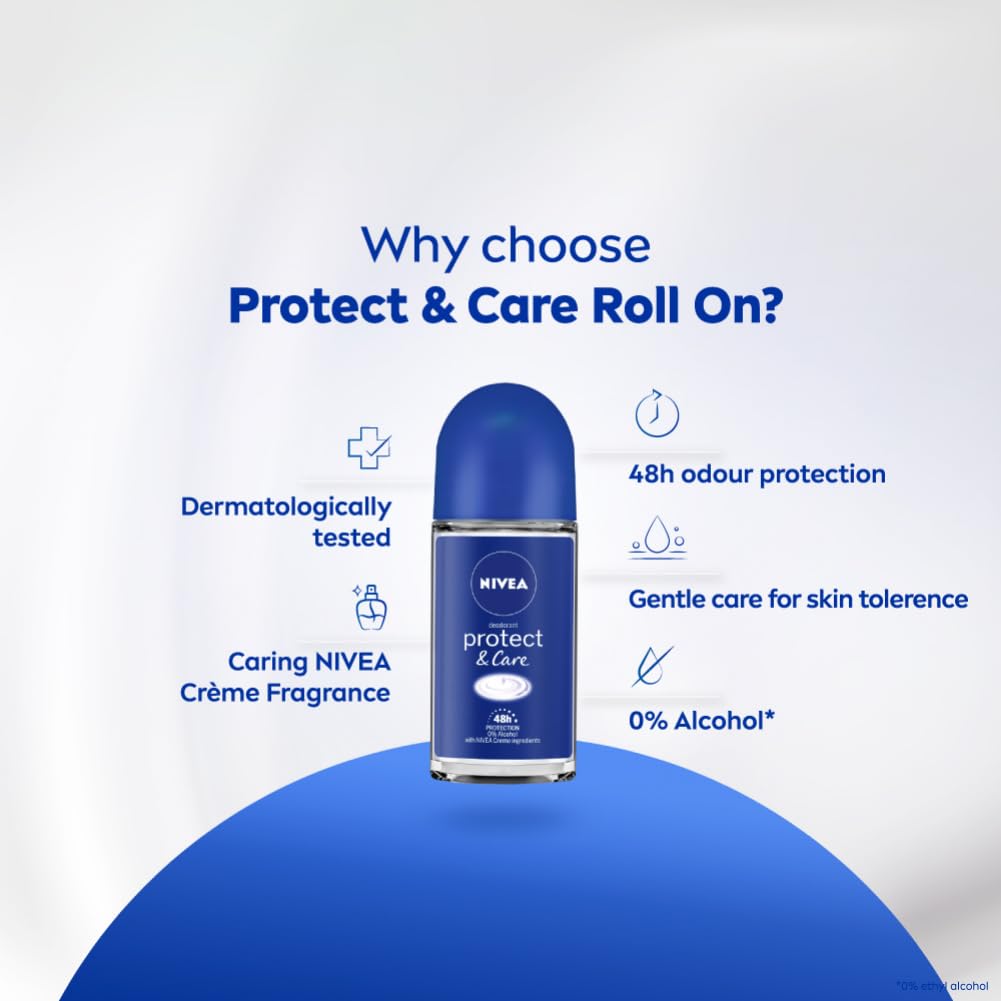 Why choose
Protect & Care Roll On?
Dermatologically
tested
Caring NIVEA
Crème Fragrance
48h odour protection
Gentle care for skin tolerence
0% Alcohol*
NIVEA
deodorant
protect
& Care
48h
PROTECTION
0% Alcohol
with NIVEA Creme ingredients
*0% ethyl alcohol